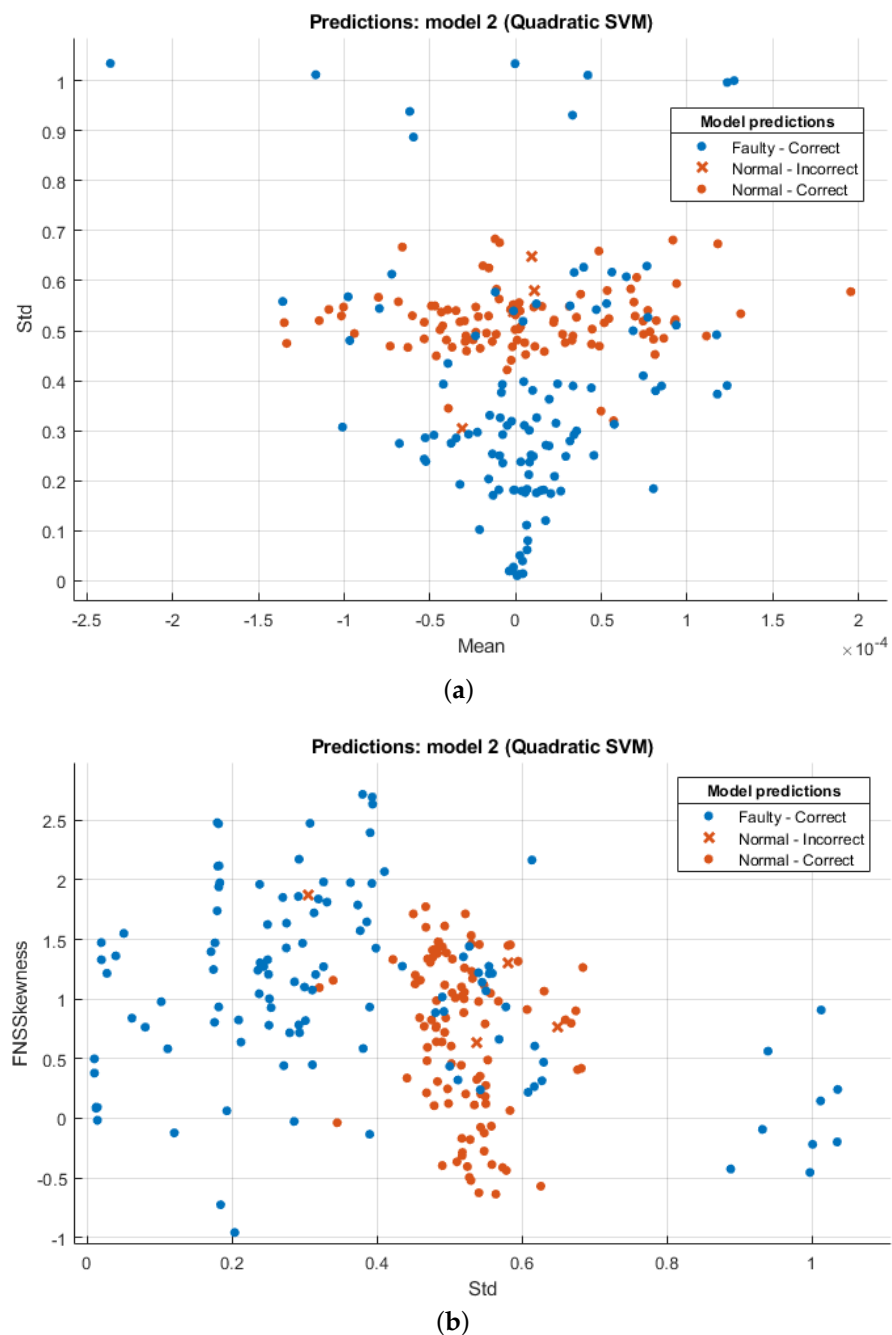 Predictions: model 2 (Quadratic SVM)
1
0.9
0.8
0.7
0.6
0.5
0.4
0.3
0.2
0.1
0
Std
Model predictions
Faulty - Correct
Normal - Incorrect
Normal - Correct
-2.5 -2 -1.5 -1 -0.5 0 0.5 1 1.5 2
Mean
×10-4
(a)
Predictions: model 2 (Quadratic SVM)
2.5
2
1.5
1
0.5
0
-0.5
-1
FNSSkewness
Model predictions
Faulty - Correct
Normal - Incorrect
Normal - Correct
0 0.2 0.4 0.6 0.8 1
Std
(b)